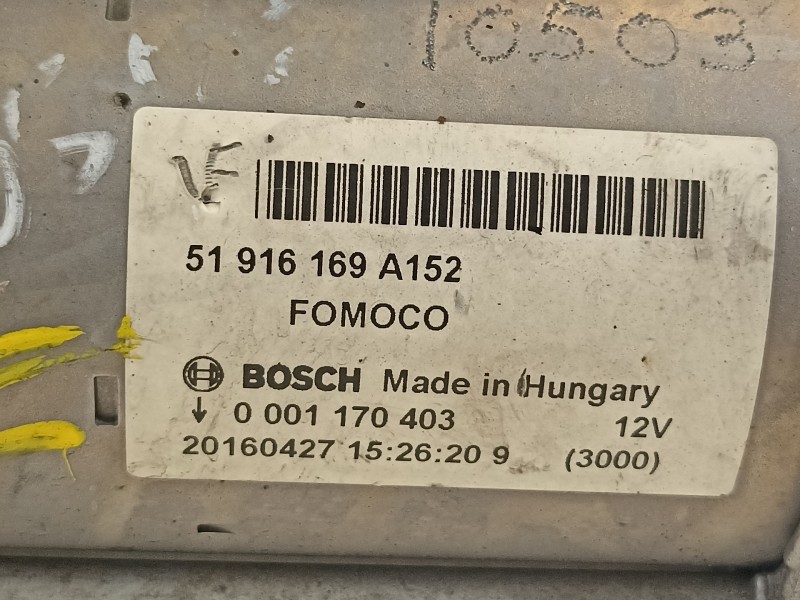 10503
VF
51 916 169 A152
FOMOCO
BOSCH Made in Hungary
0 001 170 403 12V
20160427 15:26:20 9 (3000)